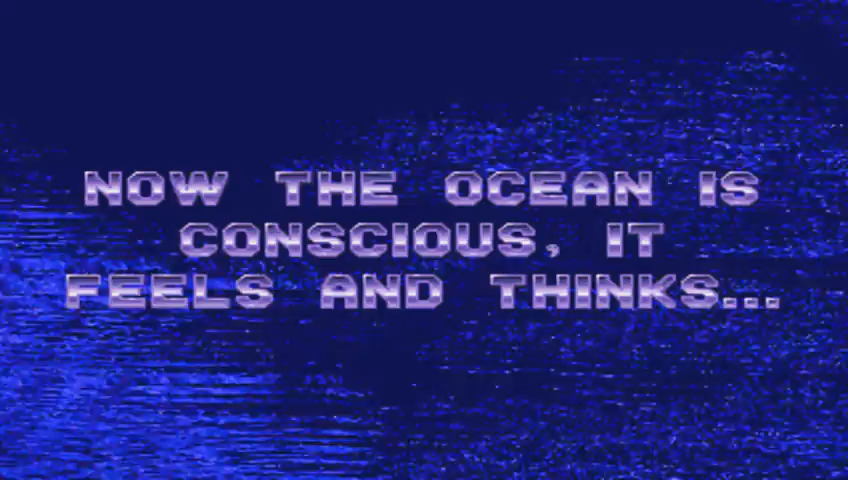 NOW THE OCEAN IS
CONSCIOUS, IT
FEELS AND THINKS...